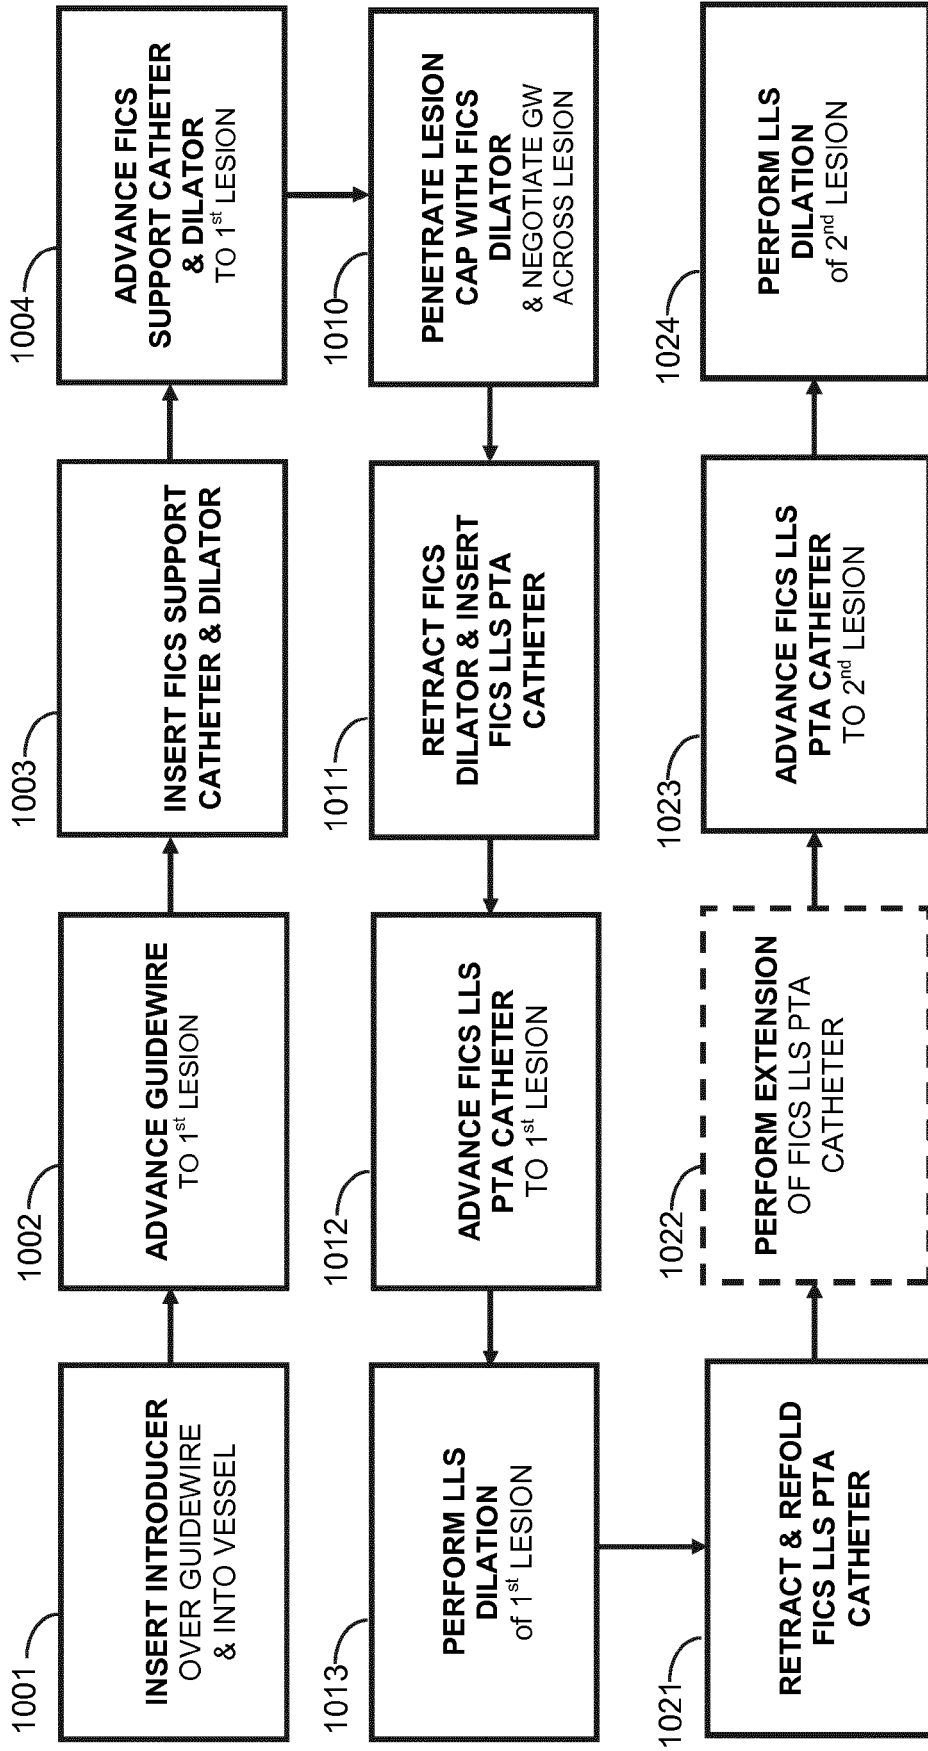 1001
INSERT INTRODUCER
OVER GUIDEWIRE
& INTO VESSEL
1002
ADVANCE GUIDEWIRE
TO 1st LESION
1003
INSERT FICS SUPPORT
CATHETER & DILATOR
1004
ADVANCE FICS
SUPPORT CATHETER
& DILATOR
TO 1st LESION
1010
PENETRATE LESION
CAP WITH FICS
DILATOR
& NEGOTIATE GW
ACROSS LESION
1011
RETRACT FICS
DILATOR & INSERT
FICS LLS PTA
CATHETER
1012
ADVANCE FICS LLS
PTA CATHETER
TO 1st LESION
1013
PERFORM LLS
DILATION
of 1st LESION
1021
RETRACT & REFOLD
FICS LLS PTA
CATHETER
1022
PERFORM EXTENSION
OF FICS LLS PTA
CATHETER
1023
ADVANCE FICS LLS
PTA CATHETER
TO 2nd LESION
1024
PERFORM LLS
DILATION
of 2nd LESION